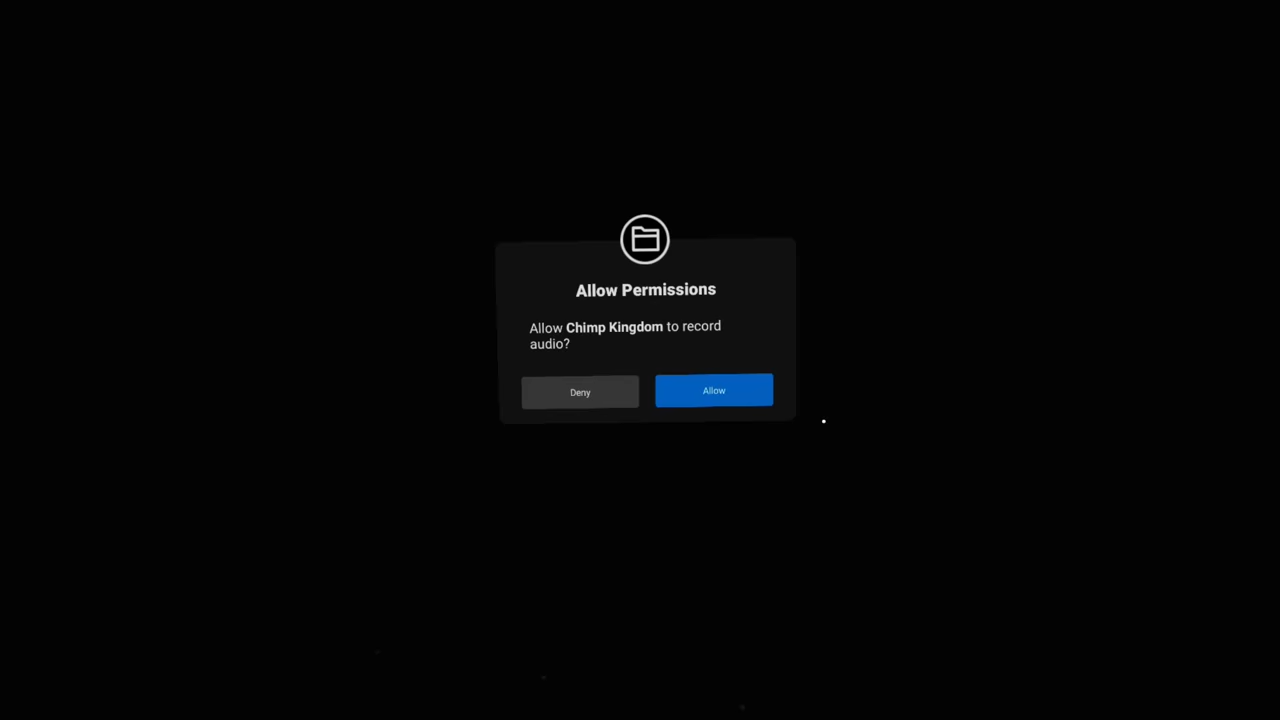 Allow Permissions
Allow Chimp Kingdom to record
audio?
Deny
Allow